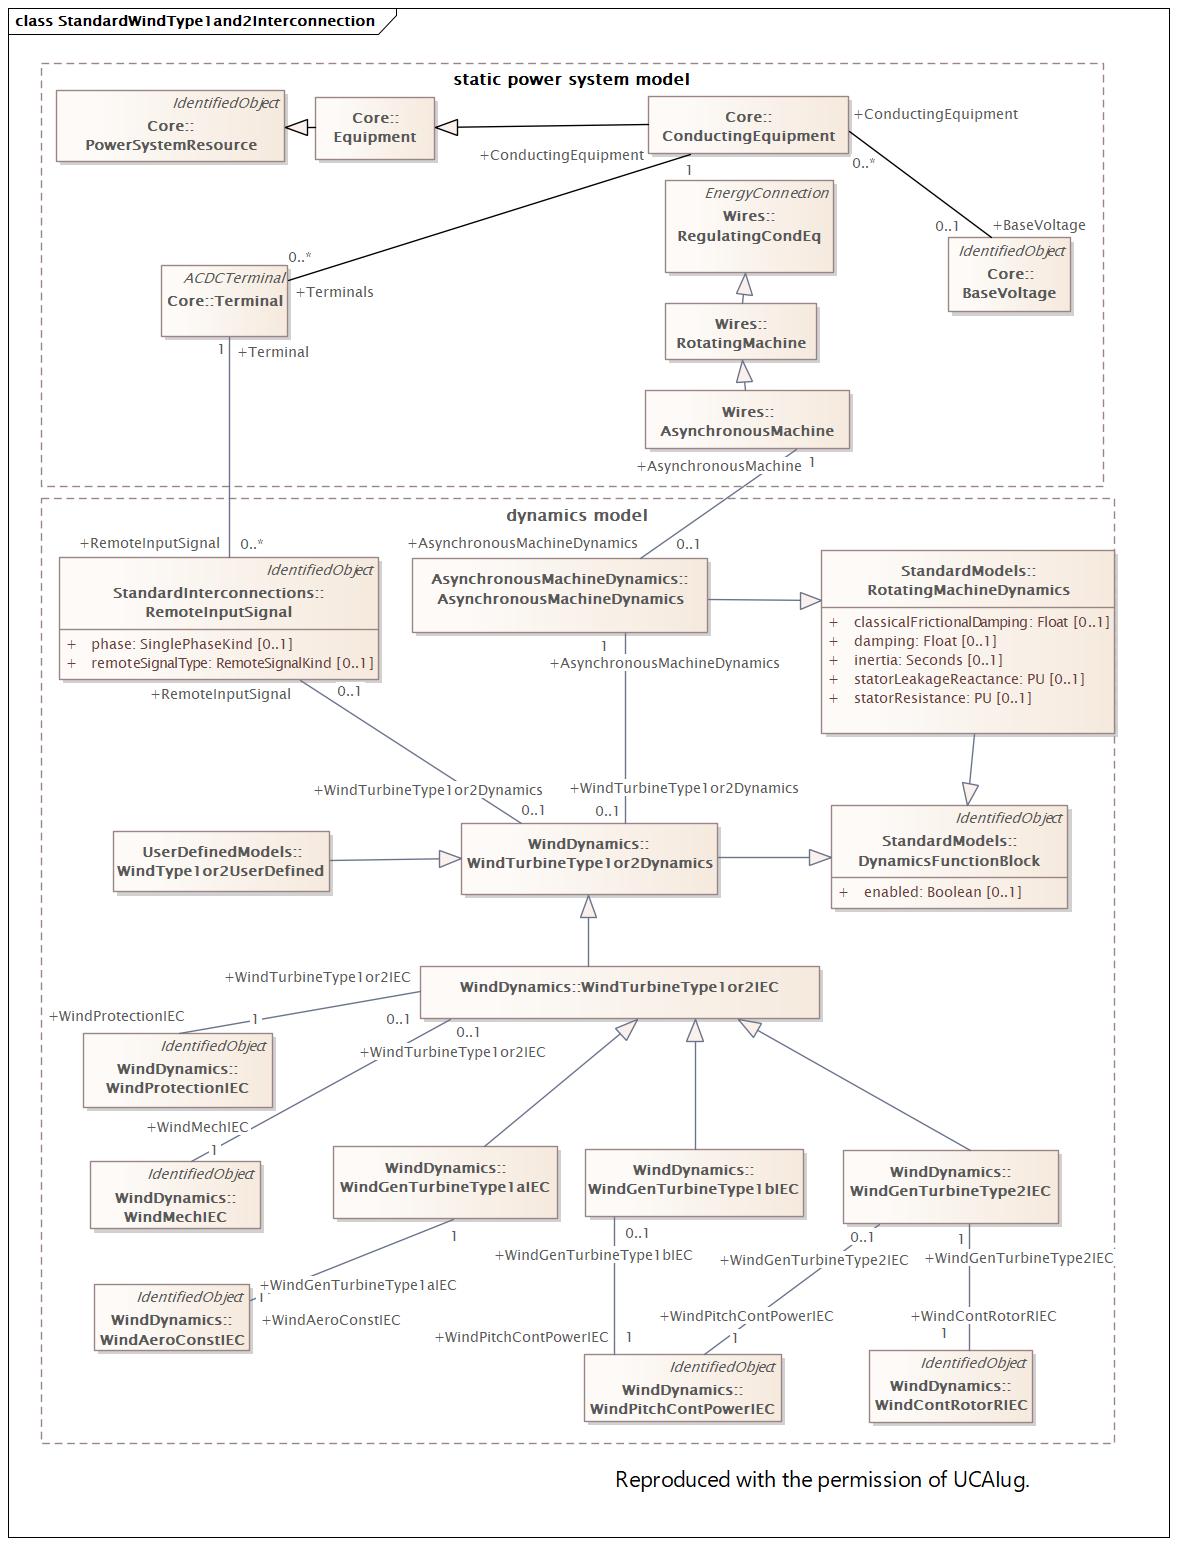 class StandardWindType1and2Interconnection
static power system model
IdentifiedObject
Core::
PowerSystemResource
Core::
Equipment
Core::
ConductingEquipment
+ConductingEquipment
0..*
+ConductingEquipment
1
EnergyConnection
Wires::
RegulatingCondEq
0..1
+BaseVoltage
IdentifiedObject
Core::
BaseVoltage
0..*
+Terminals
ACDCTerminal
Core::Terminal
1
+Terminal
Wires::
RotatingMachine
Wires::
AsynchronousMachine
+AsynchronousMachine
1
dynamics model
+RemoteInputSignal
0..*
+AsynchronousMachineDynamics
0..1
IdentifiedObject
StandardInterconnections::
RemoteInputSignal
+ phase: SinglePhaseKind [0..1]
+ remoteSignalType: RemoteSignalKind [0..1]
AsynchronousMachineDynamics::
AsynchronousMachineDynamics
StandardModels::
RotatingMachineDynamics
+ classicalFrictionalDamping: Float [0..1]
+ damping: Float [0..1]
+ inertia: Seconds [0..1]
+ statorLeakageReactance: PU [0..1]
+ statorResistance: PU [0..1]
1
+AsynchronousMachineDynamics
+RemoteInputSignal
0..1
+WindTurbineType1or2Dynamics
0..1
+WindTurbineType1or2Dynamics
0..1
UserDefinedModels::
WindType1or2UserDefined
WindDynamics::
WindTurbineType1or2Dynamics
IdentifiedObject
StandardModels::
DynamicsFunctionBlock
+ enabled: Boolean [0..1]
+WindTurbineType1or2IEC
WindDynamics::WindTurbineType1or2IEC
+WindProtectionIEC
1
0..1
0..1
+WindTurbineType1or2IEC
IdentifiedObject
WindDynamics::
WindProtectionIEC
+WindMechIEC
1
IdentifiedObject
WindDynamics::
WindMechIEC
WindDynamics::
WindGenTurbineType1aIEC
WindDynamics::
WindGenTurbineType1bIEC
WindDynamics::
WindGenTurbineType2IEC
1
+WindGenTurbineType1aIEC
0..1
+WindGenTurbineType1bIEC
0..1
+WindGenTurbineType2IEC
1
+WindGenTurbineType2IEC
1
+WindAeroConstIEC
IdentifiedObject
WindDynamics::
WindAeroConstIEC
+WindPitchContPowerIEC
1
+WindPitchContPowerIEC
1
+WindContRotorRIEC
1
IdentifiedObject
WindDynamics::
WindPitchContPowerIEC
IdentifiedObject
WindDynamics::
WindContRotorRIEC
Reproduced with the permission of UCAIug.